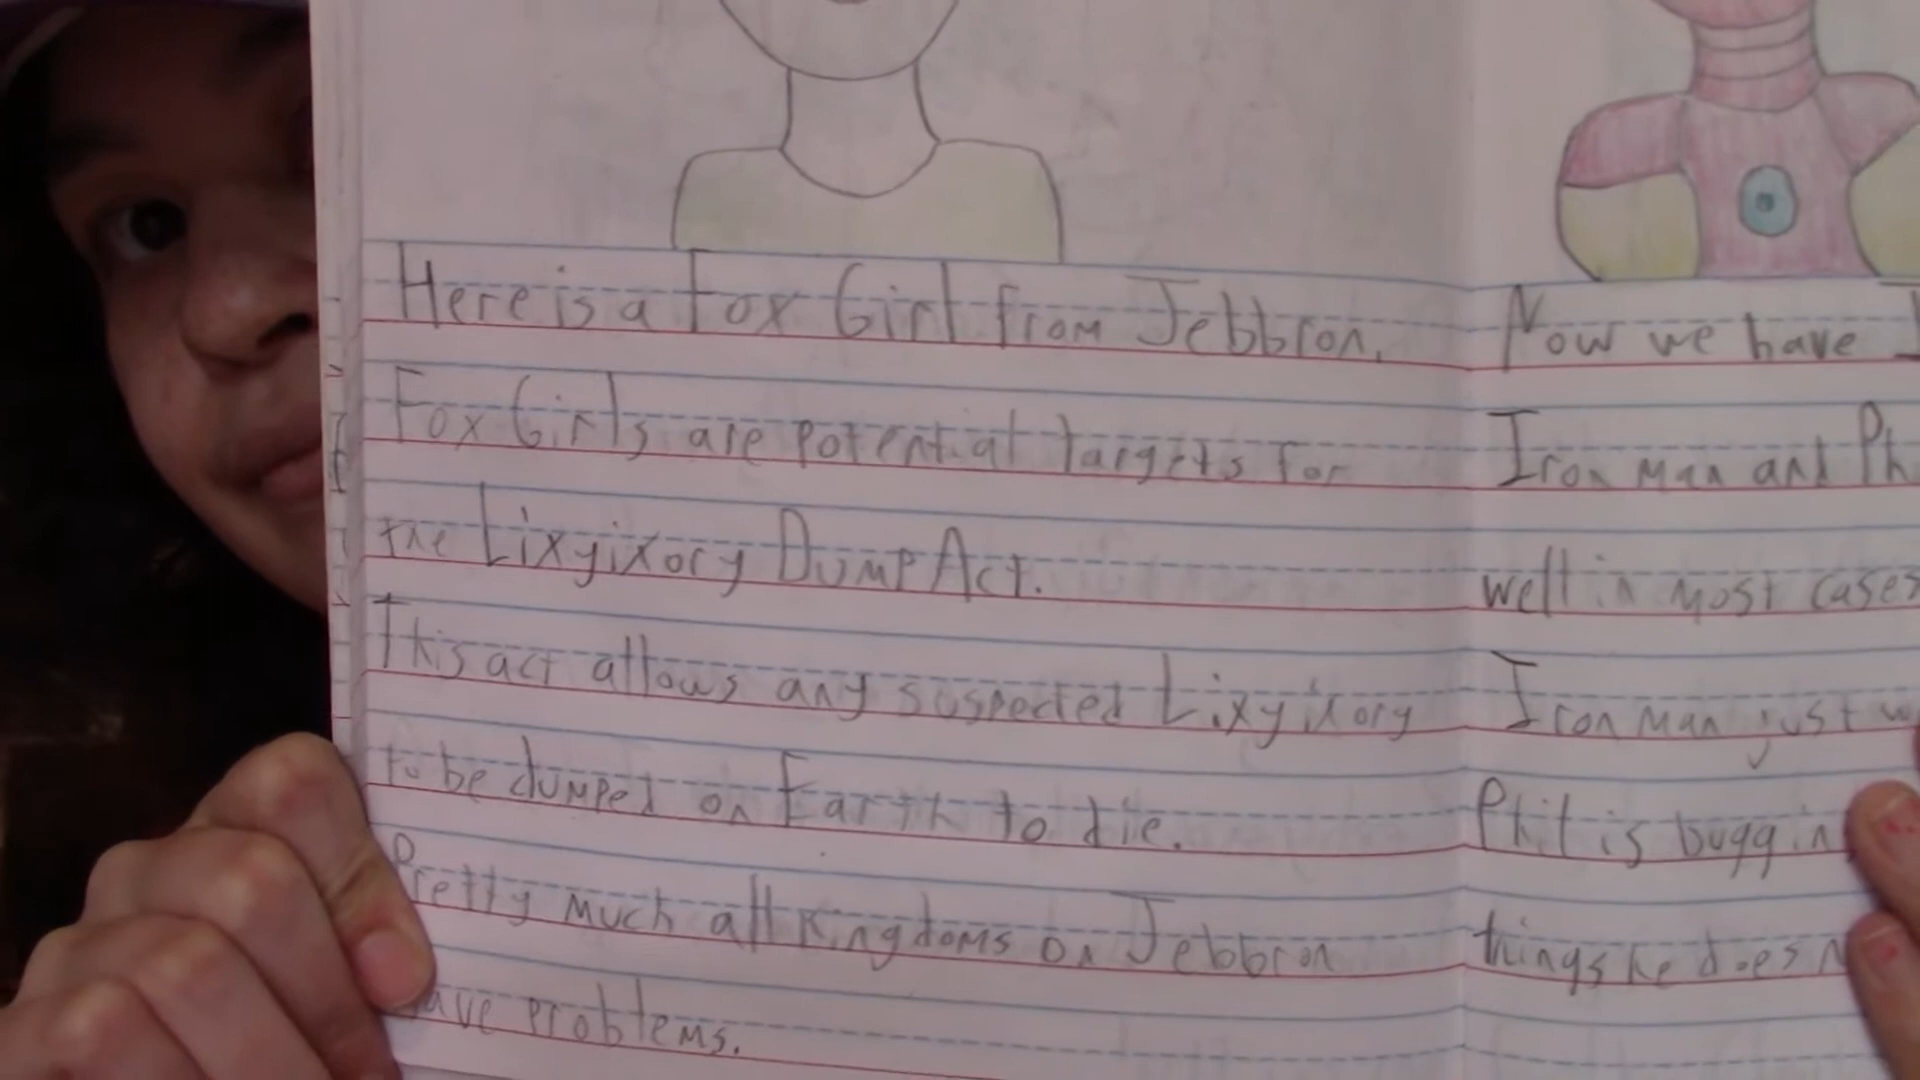 Here is a Fox Girl from Jebbron.
Fox Girls are potential targets for
the Lixyixory Dump Act.
This act allows any suspected Lixyixory
to be dumped on Earth to die.
Pretty much all kingdoms on Jebbron
have problems.
Now we have
Iron Man and Ph
well in most cases
Iron Man just w
Phil is buggin
things he does